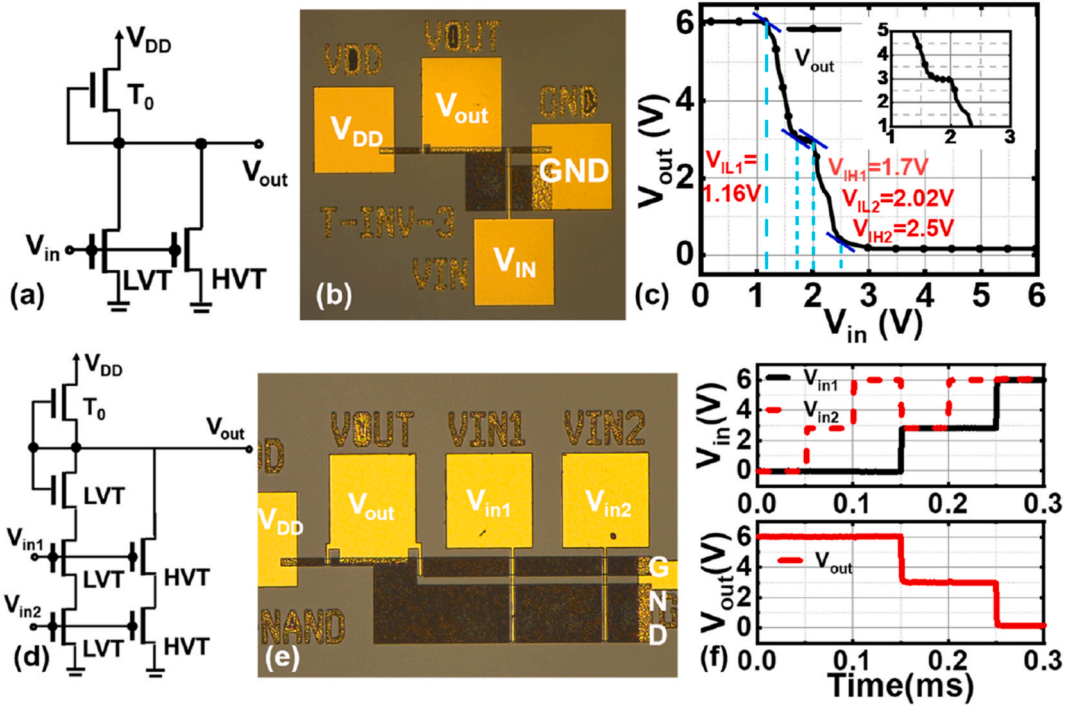 (a)
V_DD
T_0
V_out
V_in
LVT
HVT
(b)
VDD
VOUT
GND
V_DD
V_out
GND
T-INV-3
VIN
V_IN
(c)
V_out (V)
6
4
2
0
V_out
5
4
3
2
1
1 2 3
V_IL1=
1.16V
V_IH1=1.7V
V_IL2=2.02V
V_IH2=2.5V
0 1 2 3 4 5 6
V_in (V)
(d)
V_DD
T_0
V_out
LVT
V_in1
LVT
HVT
V_in2
LVT
HVT
(e)
VOUT
VIN1
VIN2
V_DD
V_out
V_in1
V_in2
G
N
D
NAND
(f)
V_in(V)
6
3
0
V_in1
V_in2
0.0 0.1 0.2 0.3
V_out(V)
6
3
0
V_out
0.0 0.1 0.2 0.3
Time(ms)